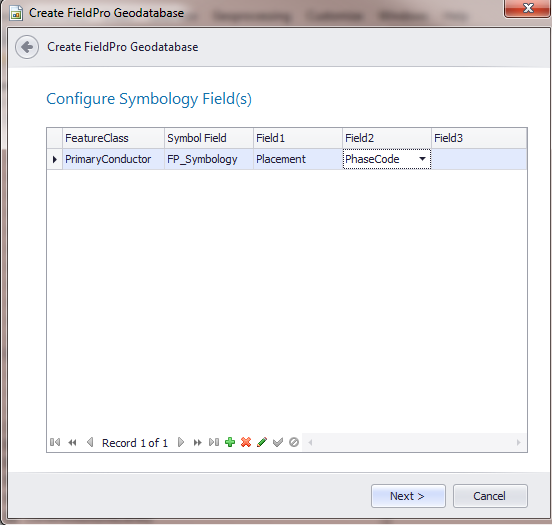 Create FieldPro Geodatabase
Create FieldPro Geodatabase
Configure Symbology Field(s)
FeatureClass Symbol Field Field1 Field2 Field3
PrimaryConductor FP_Symbology Placement PhaseCode
Record 1 of 1
Next > Cancel